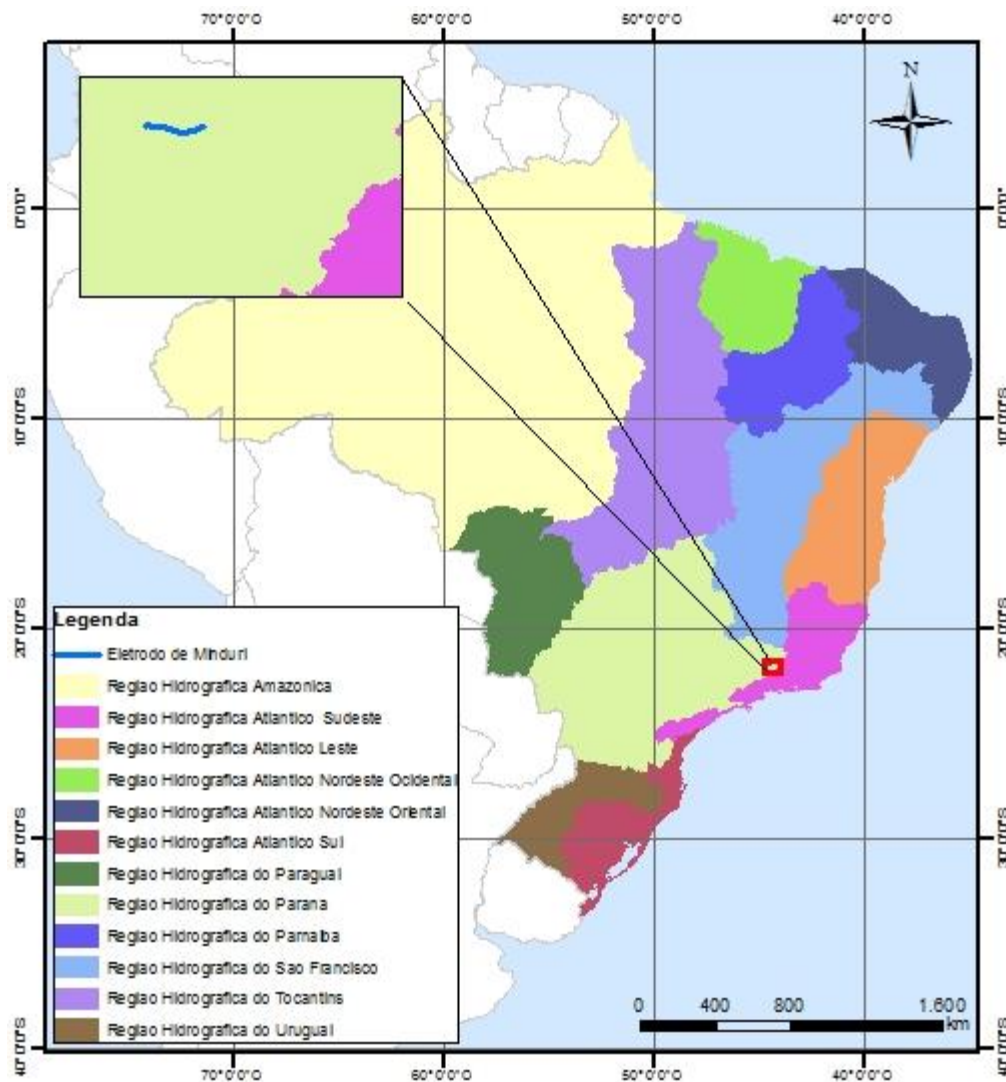 70°0'0"O 60°0'0"O 50°0'0"O 40°0'0"O
N
0°0'0" 0°0'0"
10°0'0"S 10°0'0"S
20°0'0"S 20°0'0"S
30°0'0"S 30°0'0"S
40°0'0"S 40°0'0"S
Legenda
Eletrodo de Minduri
Regiao Hidrografica Amazonica
Regiao Hidrografica Atlantico Sudeste
Regiao Hidrografica Atlantico Leste
Regiao Hidrografica Atlantico Nordeste Ocidental
Regiao Hidrografica Atlantico Nordeste Oriental
Regiao Hidrografica Atlantico Sul
Regiao Hidrografica do Paraguai
Regiao Hidrografica do Parana
Regiao Hidrografica do Parnaiba
Regiao Hidrografica do Sao Francisco
Regiao Hidrografica do Tocantins
Regiao Hidrografica do Uruguai
0 400 800 1.600
km
70°0'0"O 60°0'0"O 50°0'0"O 40°0'0"O